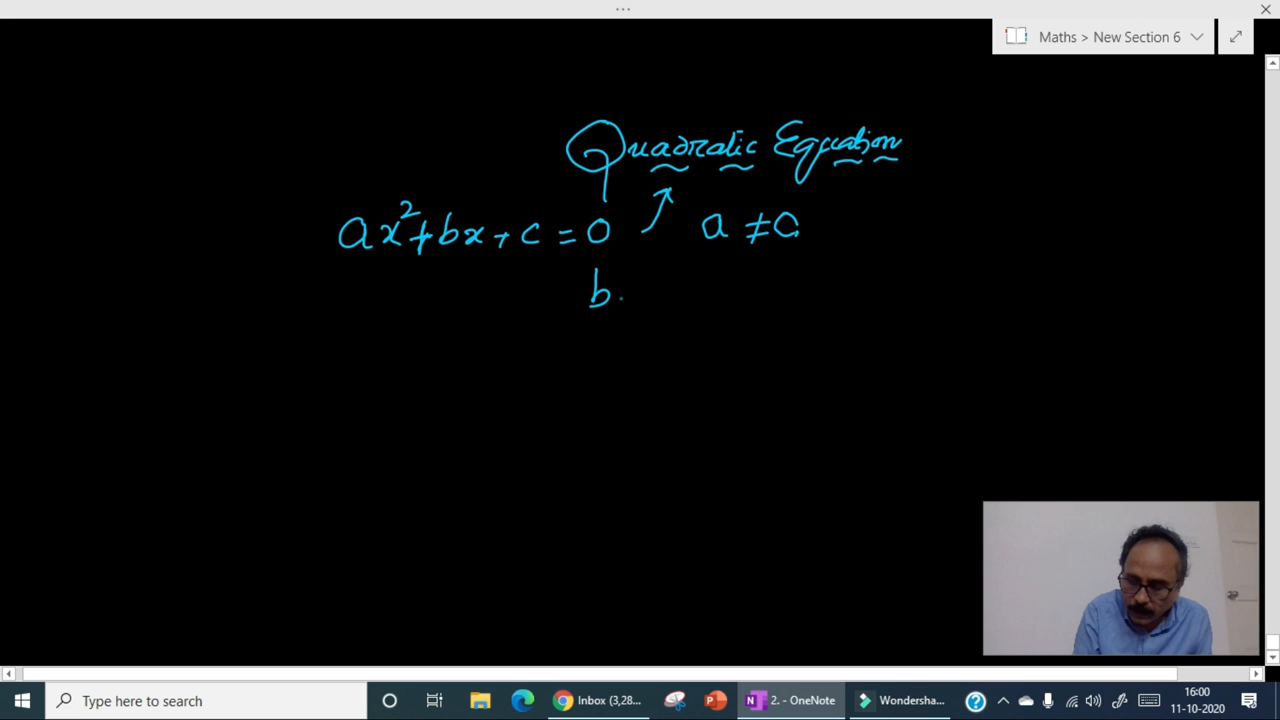 ...
Maths > New Section 6
Quadratic Equation
ax²+bx+c=0 a≠0
b
Type here to search
Inbox (3,28...
2. - OneNote
Wondersha...
16:00
11-10-2020